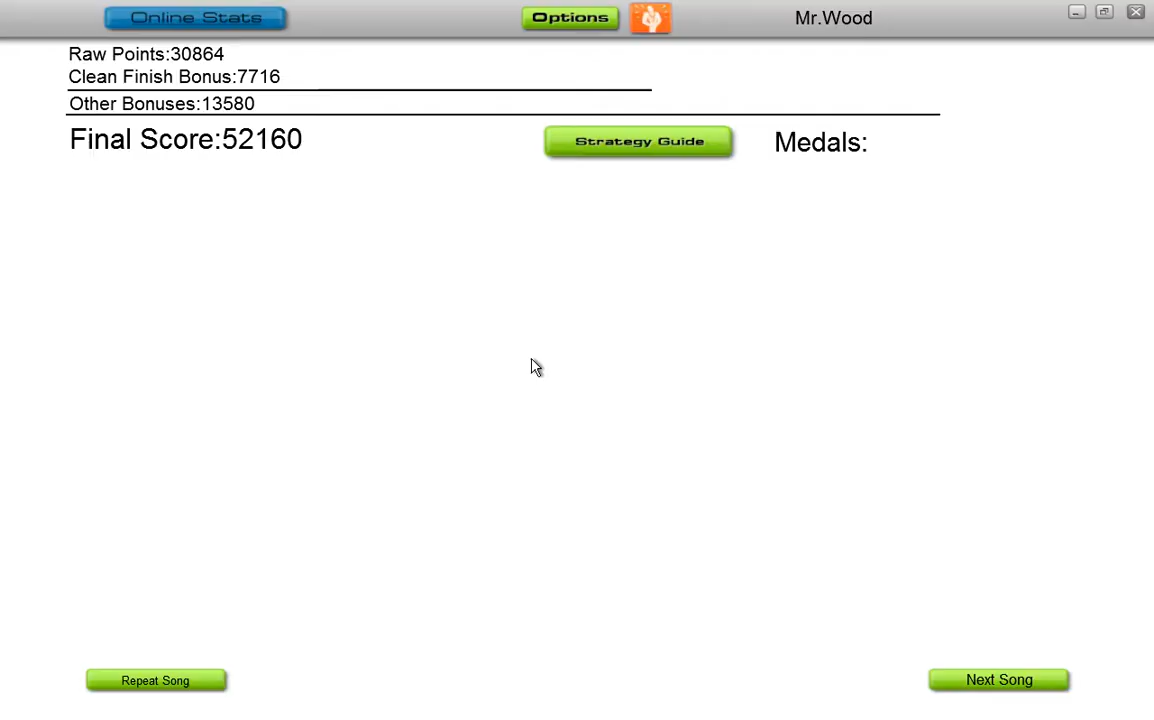 Online Stats
Options
Mr.Wood
Raw Points:30864
Clean Finish Bonus:7716
Other Bonuses:13580
Final Score:52160
Strategy Guide
Medals:
Repeat Song
Next Song